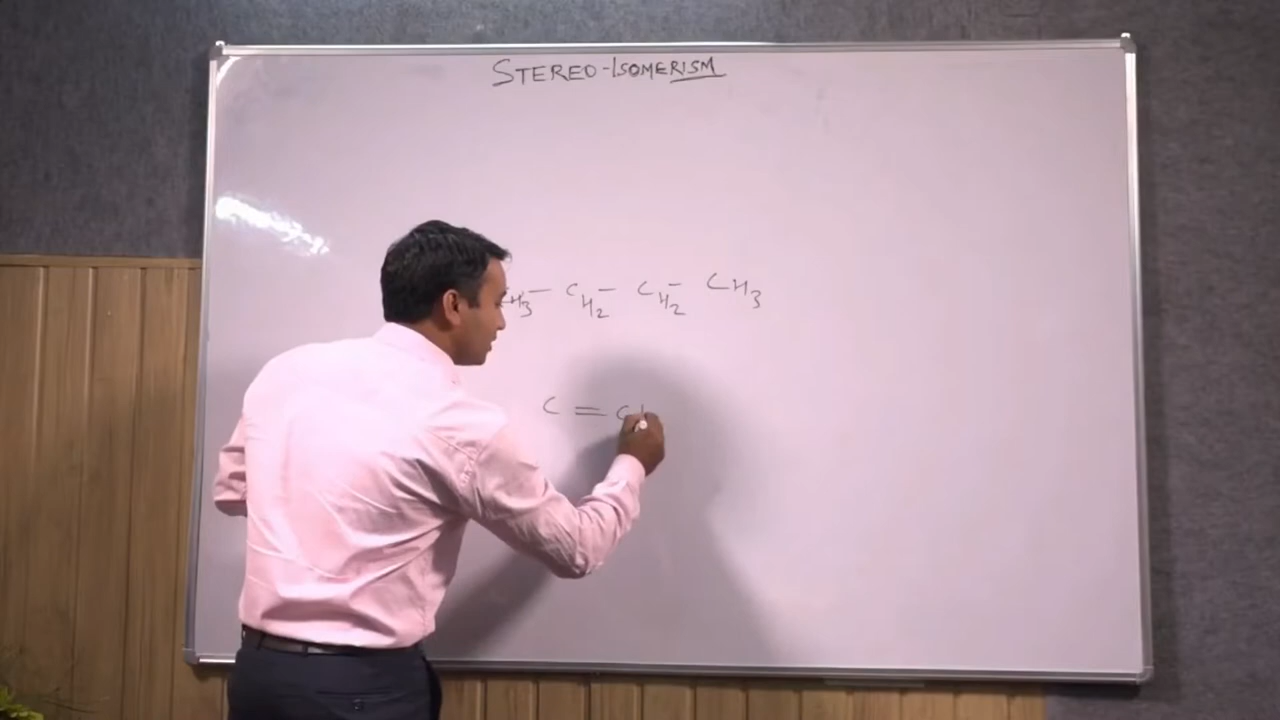 STEREO-ISOMERISM
CH3 - CH2 - CH2 - CH3
C = C